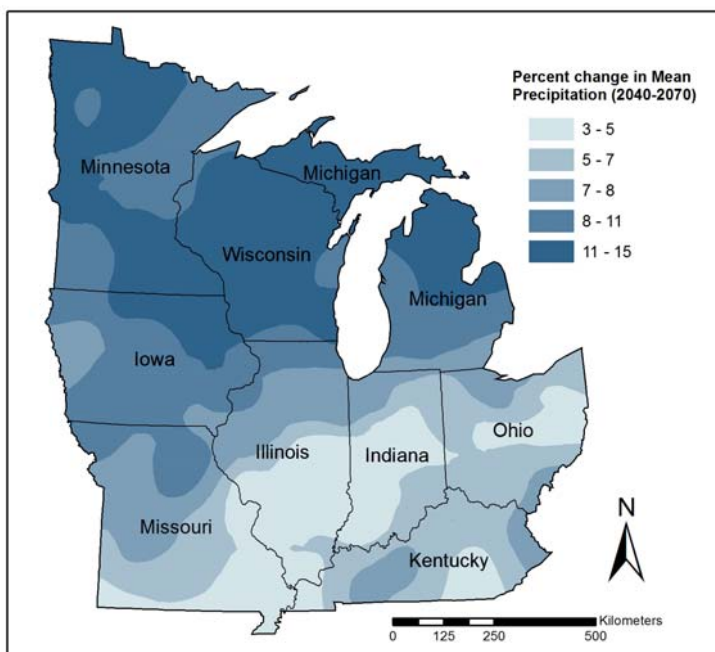 Percent change in Mean
Precipitation (2040-2070)
3 - 5
5 - 7
7 - 8
8 - 11
11 - 15
Minnesota
Michigan
Wisconsin
Michigan
Iowa
Ohio
Illinois
Indiana
Missouri
Kentucky
N
Kilometers
0 125 250 500